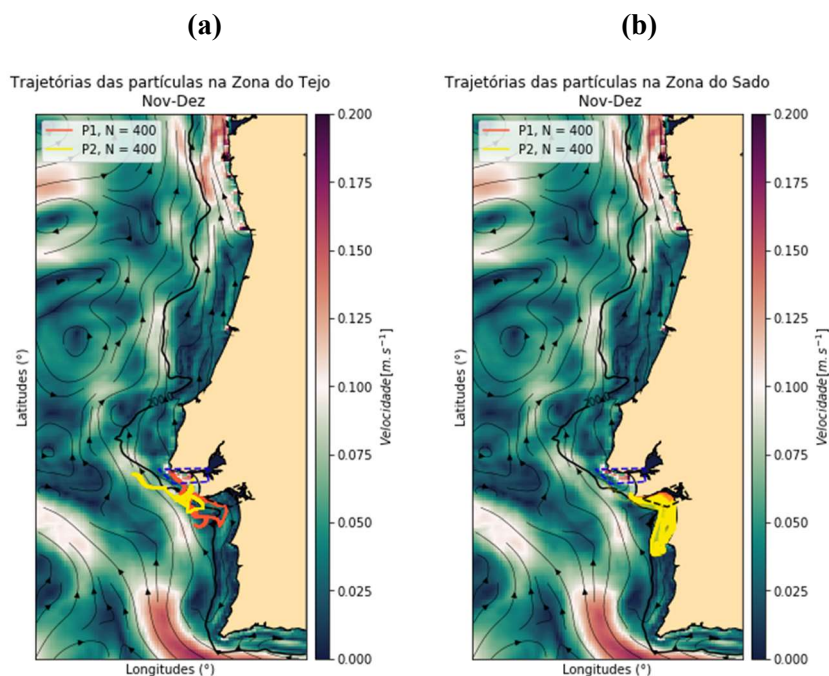 (a)
Trajetórias das partículas na Zona do Tejo
Nov-Dez
P1, N = 400
P2, N = 400
Latitudes (°)
Longitudes (°)
0.200
0.175
0.150
0.125
0.100
0.075
0.050
0.025
0.000
Velocidade[m.s⁻¹]
(b)
Trajetórias das partículas na Zona do Sado
Nov-Dez
P1, N = 400
P2, N = 400
Latitudes (°)
Longitudes (°)
0.200
0.175
0.150
0.125
0.100
0.075
0.050
0.025
0.000
Velocidade[m.s⁻¹]